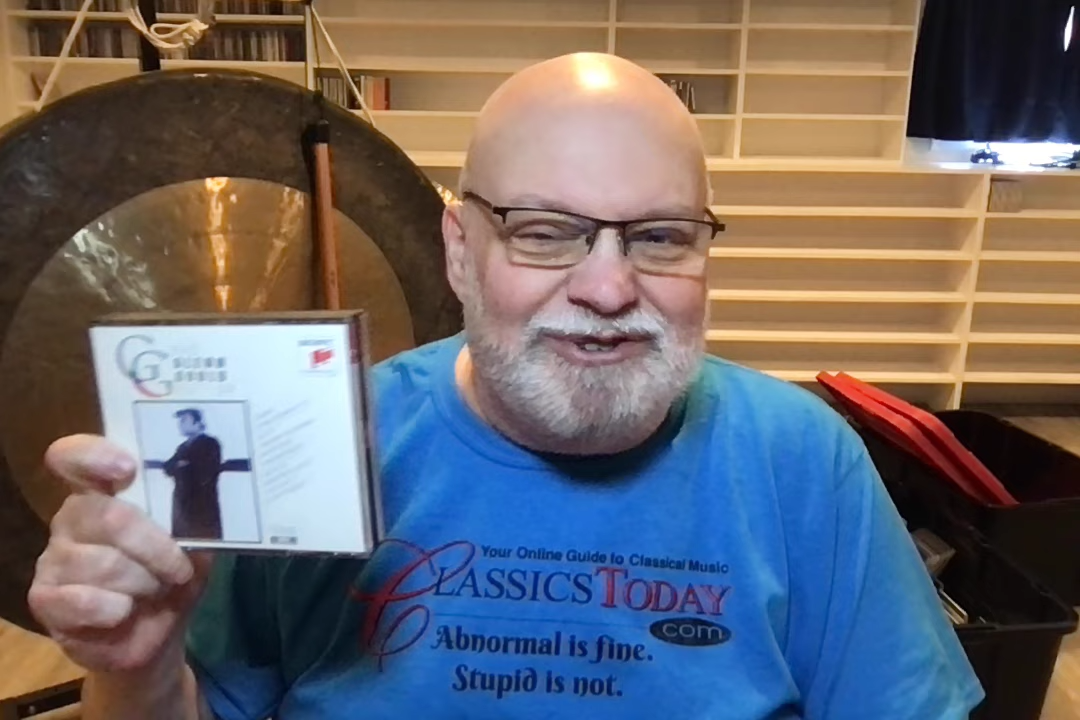 GG
GLENN
GOULD
Your Online Guide to Classical Music
CLASSICSTODAY
com
Abnormal is fine.
Stupid is not.